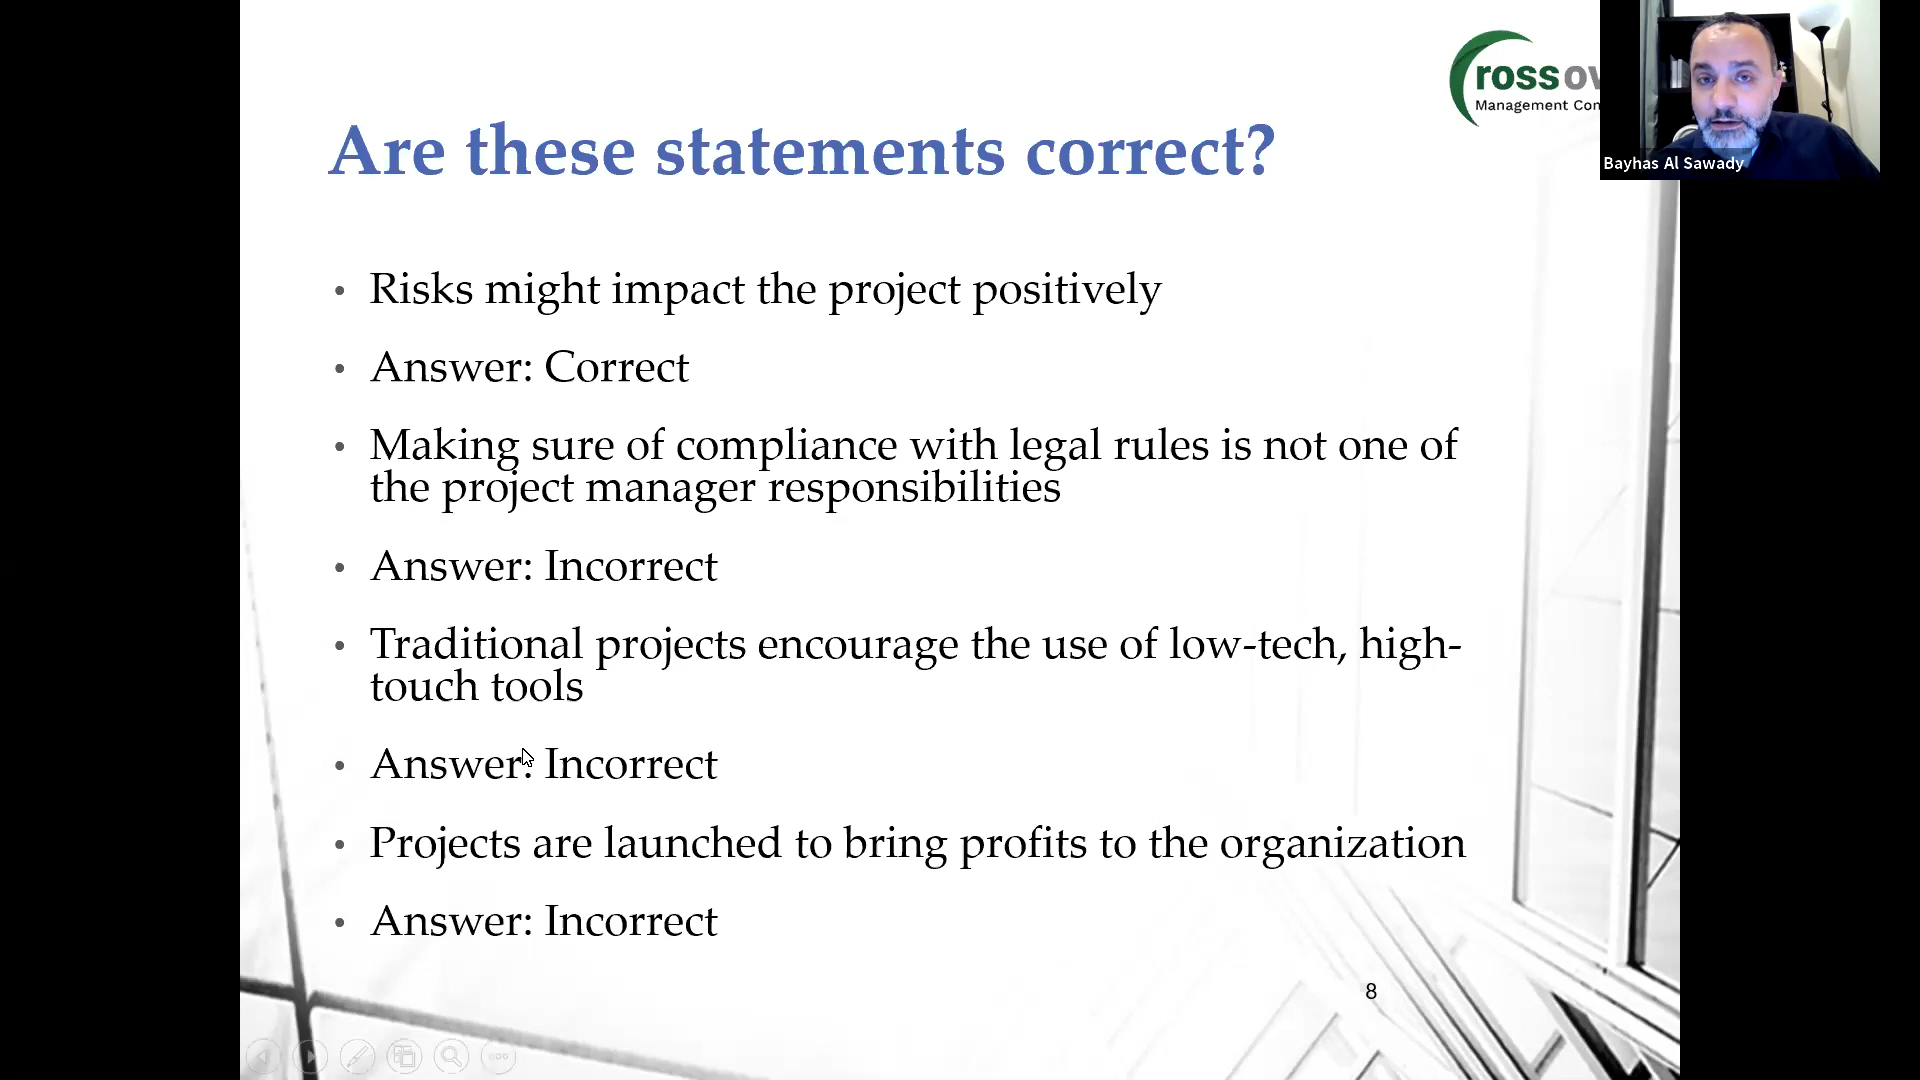 ross ov
Management Con
Bayhas Al Sawady
Are these statements correct?
• Risks might impact the project positively
• Answer: Correct
• Making sure of compliance with legal rules is not one of
the project manager responsibilities
• Answer: Incorrect
• Traditional projects encourage the use of low-tech, high-
touch tools
• Answer: Incorrect
• Projects are launched to bring profits to the organization
• Answer: Incorrect
8